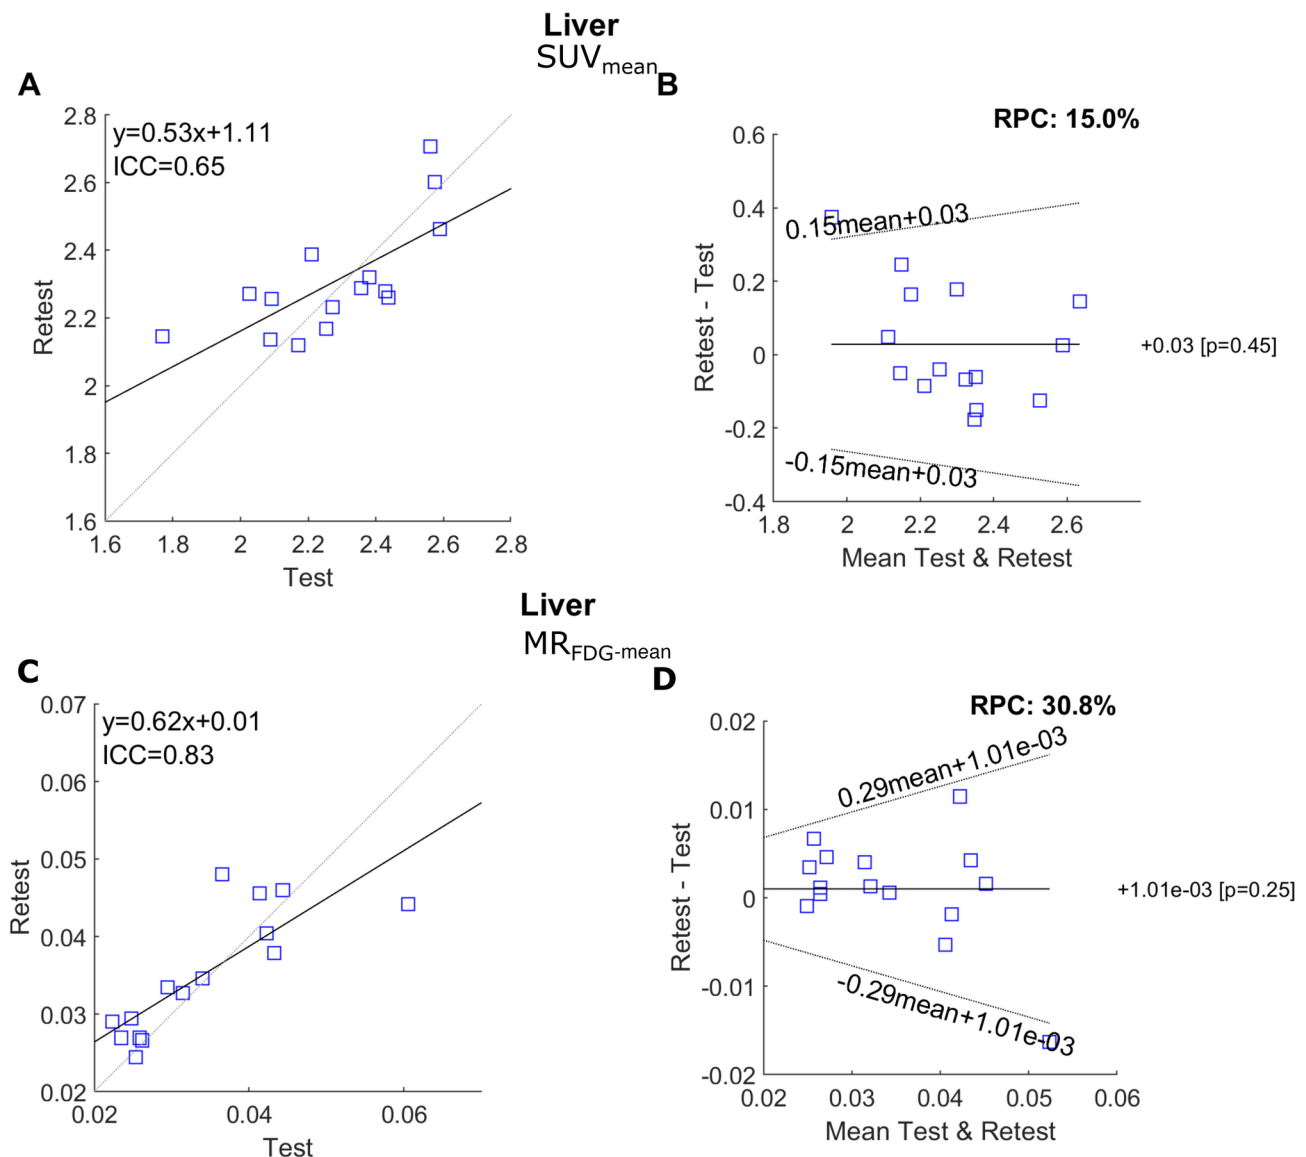 Liver
SUVmean
A
B
y=0.53x+1.11
ICC=0.65
2.8
2.6
2.4
2.2
2
1.8
1.6
Retest
1.6 1.8 2 2.2 2.4 2.6 2.8
Test
RPC: 15.0%
0.6
0.4
0.2
0
-0.2
-0.4
Retest - Test
0.15mean+0.03
+0.03 [p=0.45]
-0.15mean+0.03
1.8 2 2.2 2.4 2.6
Mean Test & Retest
Liver
MRFDG-mean
C
D
y=0.62x+0.01
ICC=0.83
0.07
0.06
0.05
0.04
0.03
0.02
Retest
0.02 0.04 0.06
Test
RPC: 30.8%
0.02
0.01
0
-0.01
-0.02
Retest - Test
0.29mean+1.01e-03
+1.01e-03 [p=0.25]
-0.29mean+1.01e-03
0.02 0.03 0.04 0.05 0.06
Mean Test & Retest